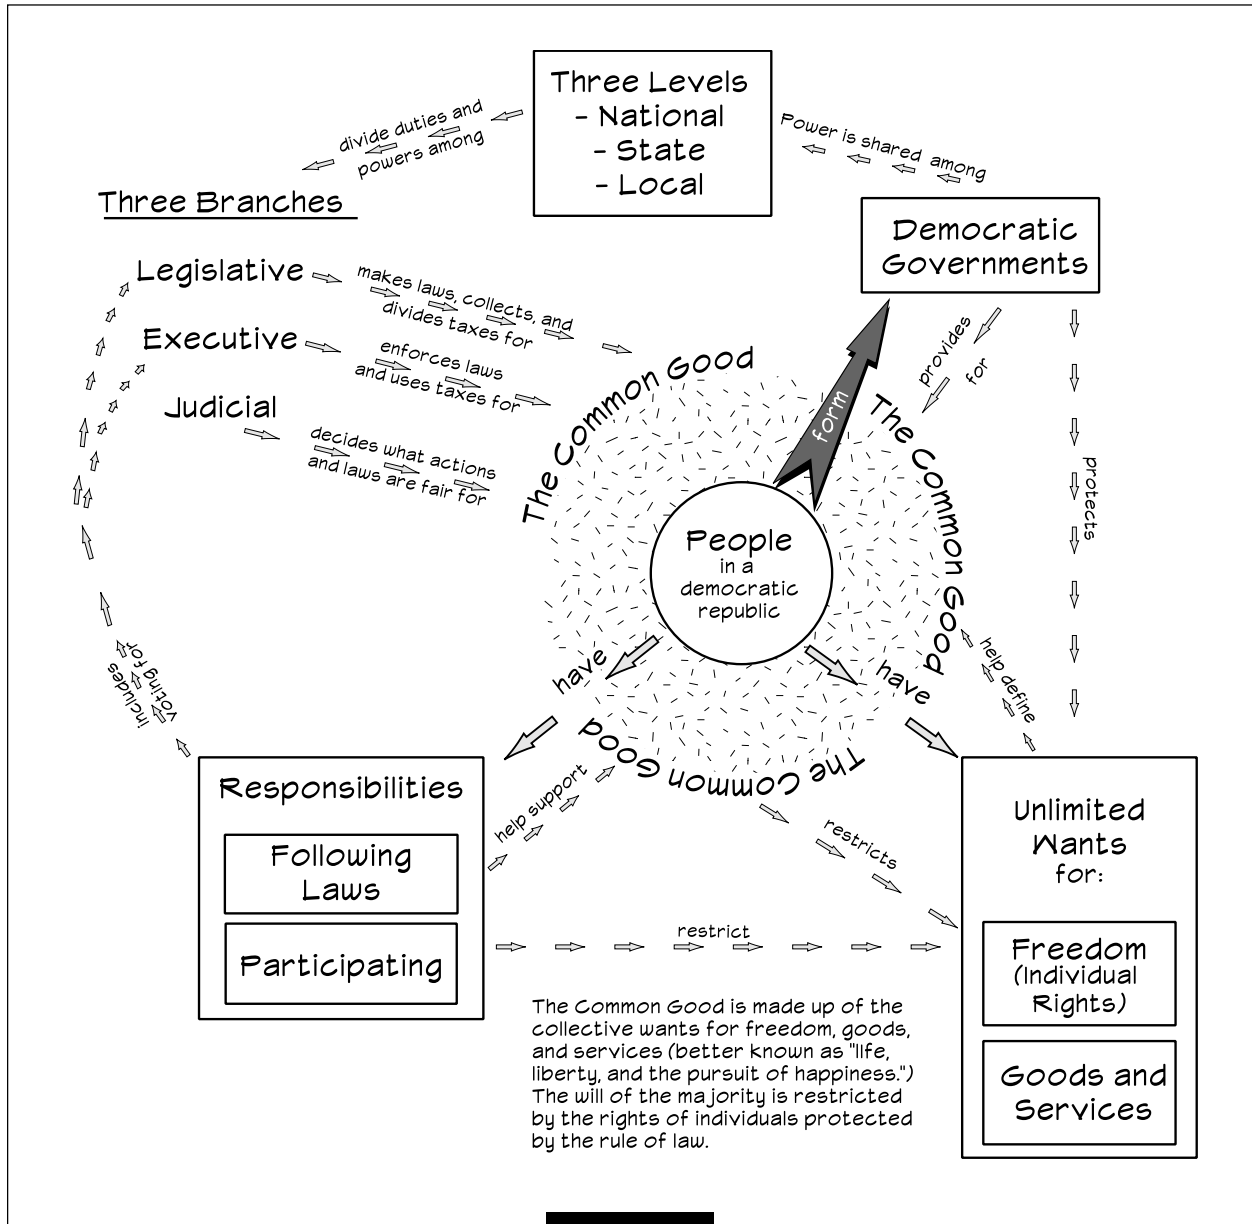 Three Levels
- National
- State
- Local
divide duties and
powers among
Power is shared among
Three Branches
Democratic
Governments
Legislative
makes laws, collects, and
divides taxes for
Executive
enforces laws
and uses taxes for
Judicial
decides what actions
and laws are fair for
The Common Good
form
provides
for
The Common Good
protects
People
in a
democratic
republic
have
have
help define
includes
voting for
The Common Good
Responsibilities
Following
Laws
Participating
help support
restricts
restrict
Unlimited
Wants
for:
Freedom
(Individual
Rights)
Goods and
Services
The Common Good is made up of the
collective wants for freedom, goods,
and services (better known as "life,
liberty, and the pursuit of happiness.")
The will of the majority is restricted
by the rights of individuals protected
by the rule of law.